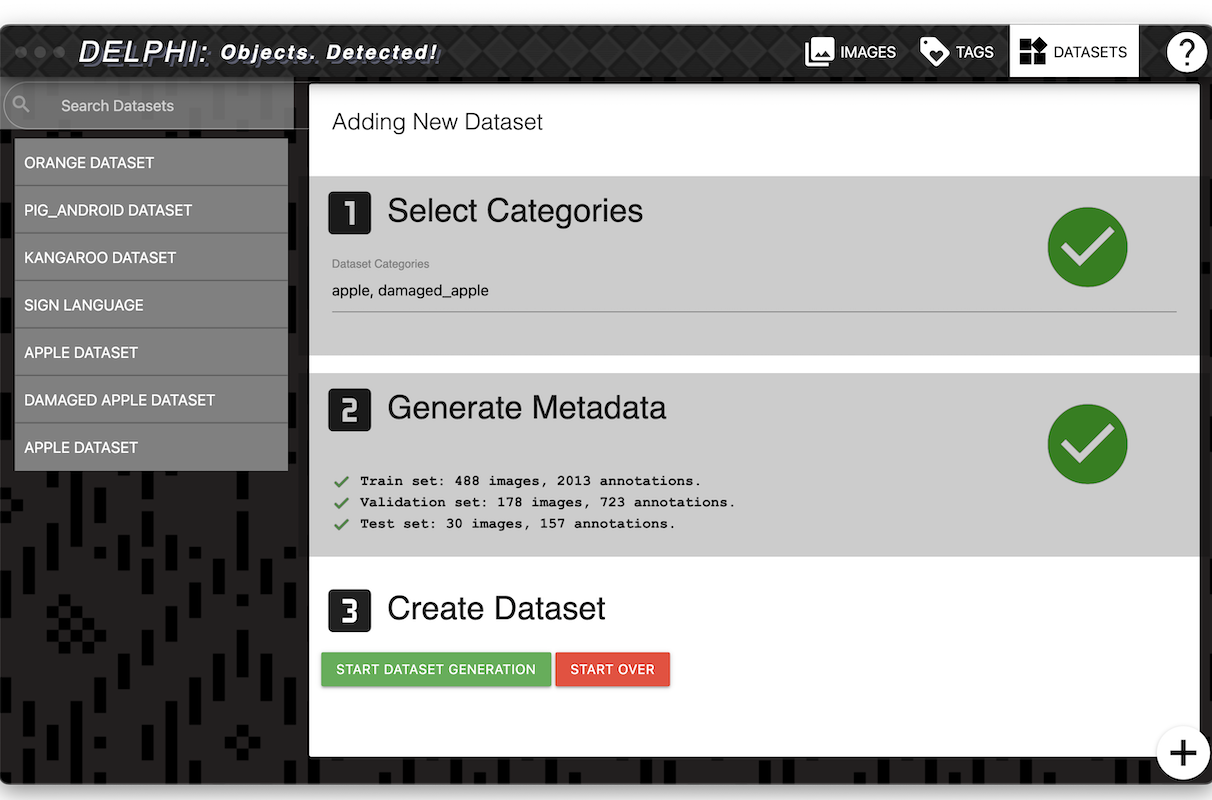 DELPHI: Objects. Detected!
IMAGES
TAGS
DATASETS
?
Search Datasets
ORANGE DATASET
PIG_ANDROID DATASET
KANGAROO DATASET
SIGN LANGUAGE
APPLE DATASET
DAMAGED APPLE DATASET
APPLE DATASET
Adding New Dataset
1 Select Categories
Dataset Categories
apple, damaged_apple
2 Generate Metadata
Train set: 488 images, 2013 annotations.
Validation set: 178 images, 723 annotations.
Test set: 30 images, 157 annotations.
3 Create Dataset
START DATASET GENERATION
START OVER
+